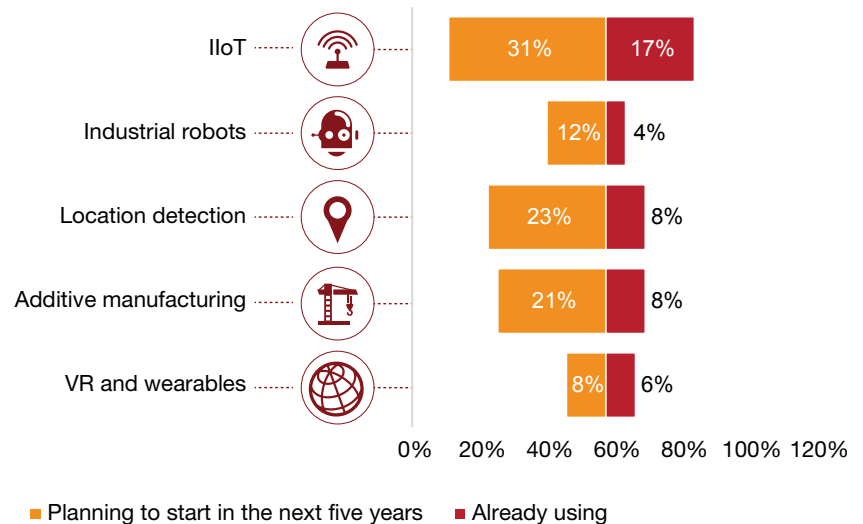 IIoT 31% 17%
Industrial robots 12% 4%
Location detection 23% 8%
Additive manufacturing 21% 8%
VR and wearables 8% 6%
0% 20% 40% 60% 80% 100% 120%
Planning to start in the next five years Already using